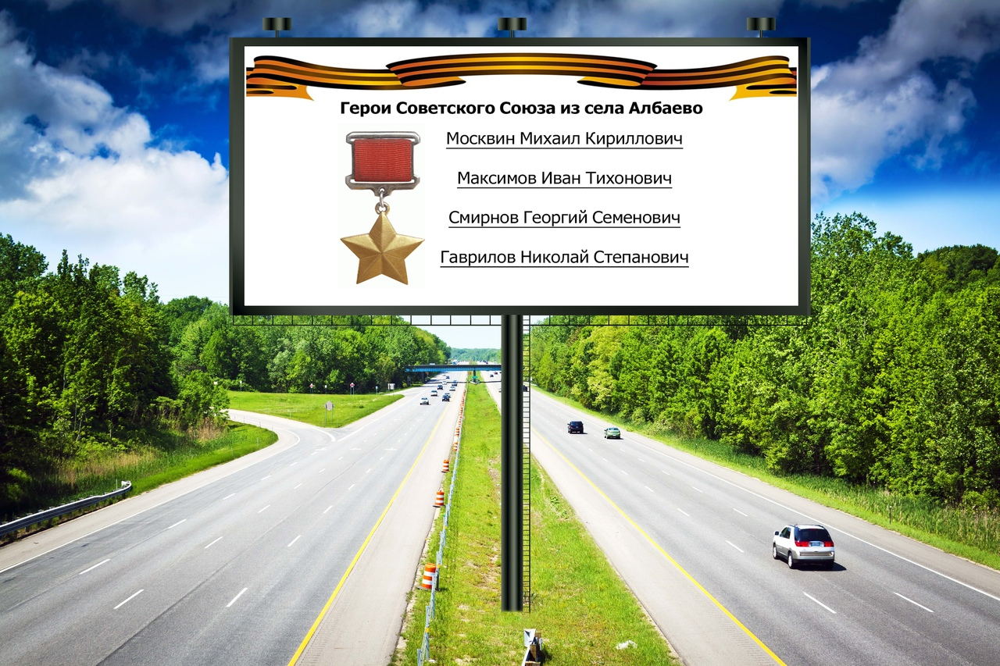 Герои Советского Союза из села Албаево
Москвин Михаил Кириллович
Максимов Иван Тихонович
Смирнов Георгий Семенович
Гаврилов Николай Степанович